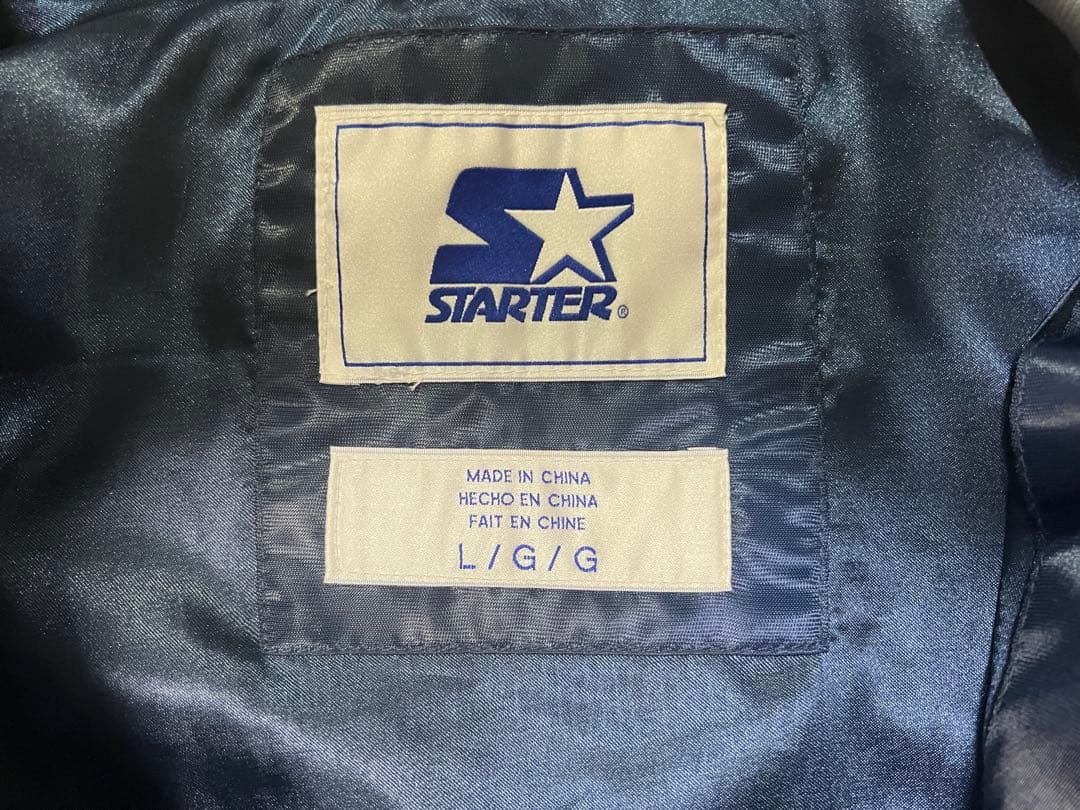 STARTER®
MADE IN CHINA
HECHO EN CHINA
FAIT EN CHINE
L / G / G